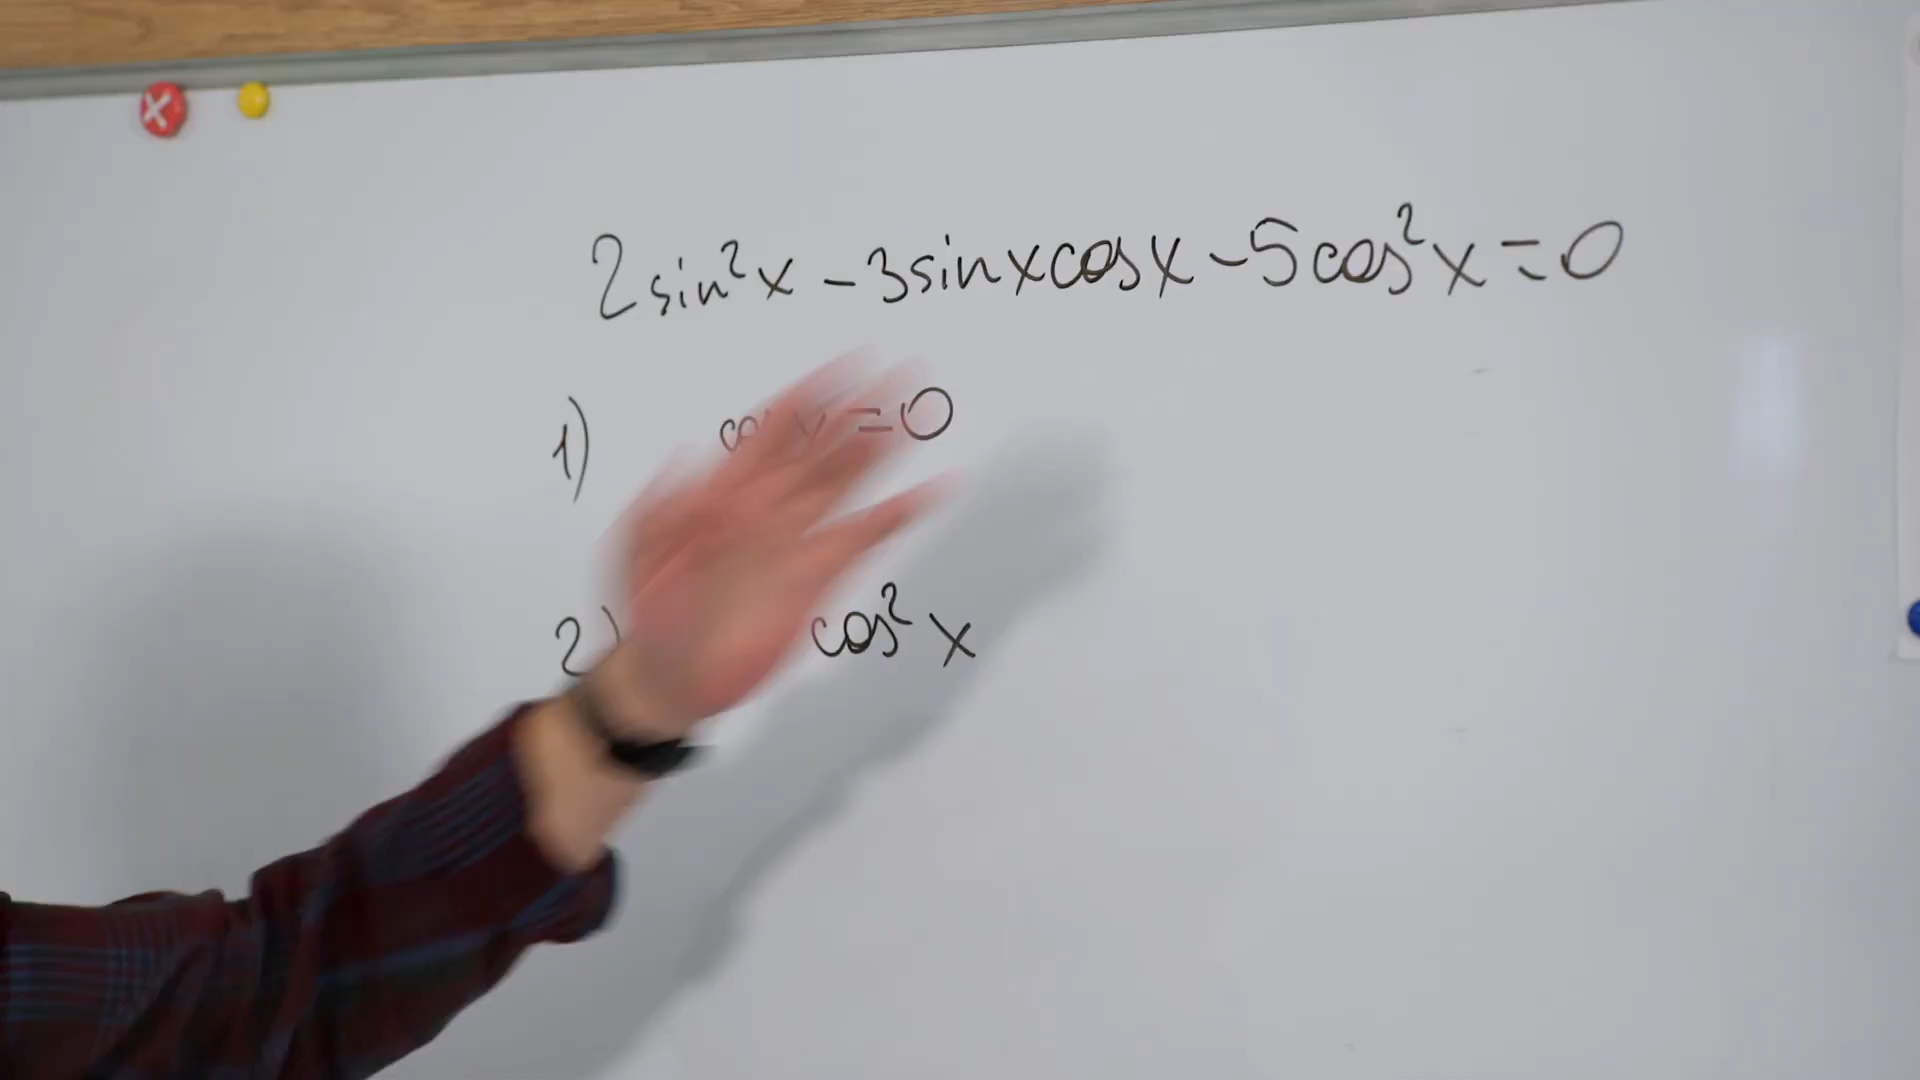 2sin²x - 3sinxcosx - 5cos²x = 0
1) cos x = 0
2) cos²x